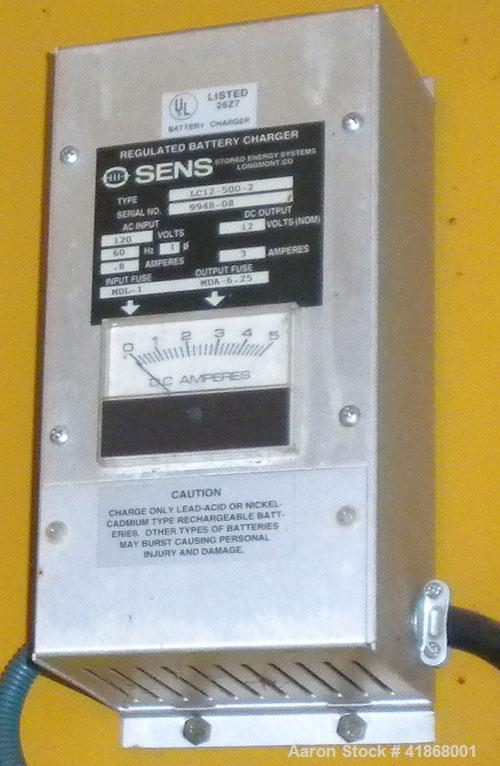 UL LISTED
26Z7
BATTERY CHARGER
REGULATED BATTERY CHARGER
SENS STORED ENERGY SYSTEMS
LONGMONT, CO
TYPE LC12-500-2
SERIAL NO. 9948-08
AC INPUT DC OUTPUT
120 VOLTS 12 VOLTS (NOM)
60 Hz 1 Ø
.8 AMPERES 3 AMPERES
INPUT FUSE OUTPUT FUSE
MDL-1 MDA-6.25
0 1 2 3 4 5
D.C AMPERES
CAUTION
CHARGE ONLY LEAD-ACID OR NICKEL-
CADMIUM TYPE RECHARGEABLE BATT-
ERIES. OTHER TYPES OF BATTERIES
MAY BURST CAUSING PERSONAL
INJURY AND DAMAGE.
Aaron Stock # 41868001